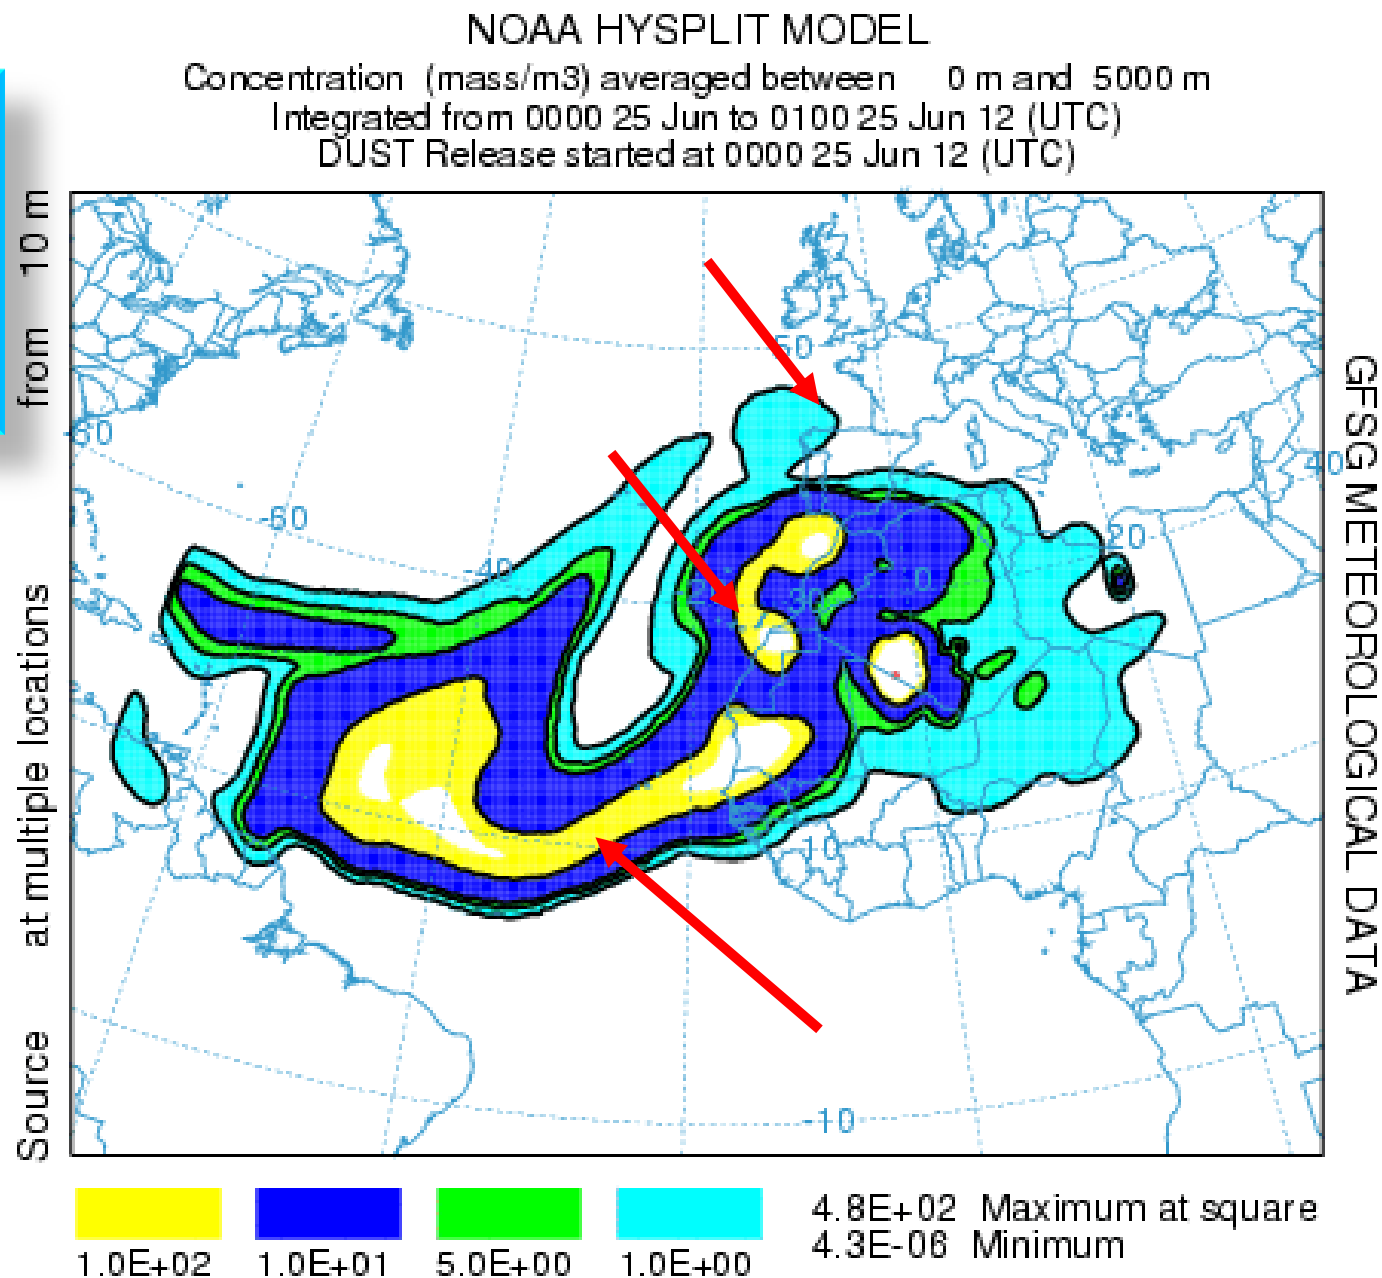 NOAA HYSPLIT MODEL
Concentration (mass/m3) averaged between 0 m and 5000 m
Integrated from 0000 25 Jun to 0100 25 Jun 12 (UTC)
DUST Release started at 0000 25 Jun 12 (UTC)
Source at multiple locations from 10 m
GFSG METEOROLOGICAL DATA
50
40
-60
20
-40
0
30
10
-10
1.0E+02 1.0E+01 5.0E+00 1.0E+00
4.8E+02 Maximum at square
4.3E-06 Minimum